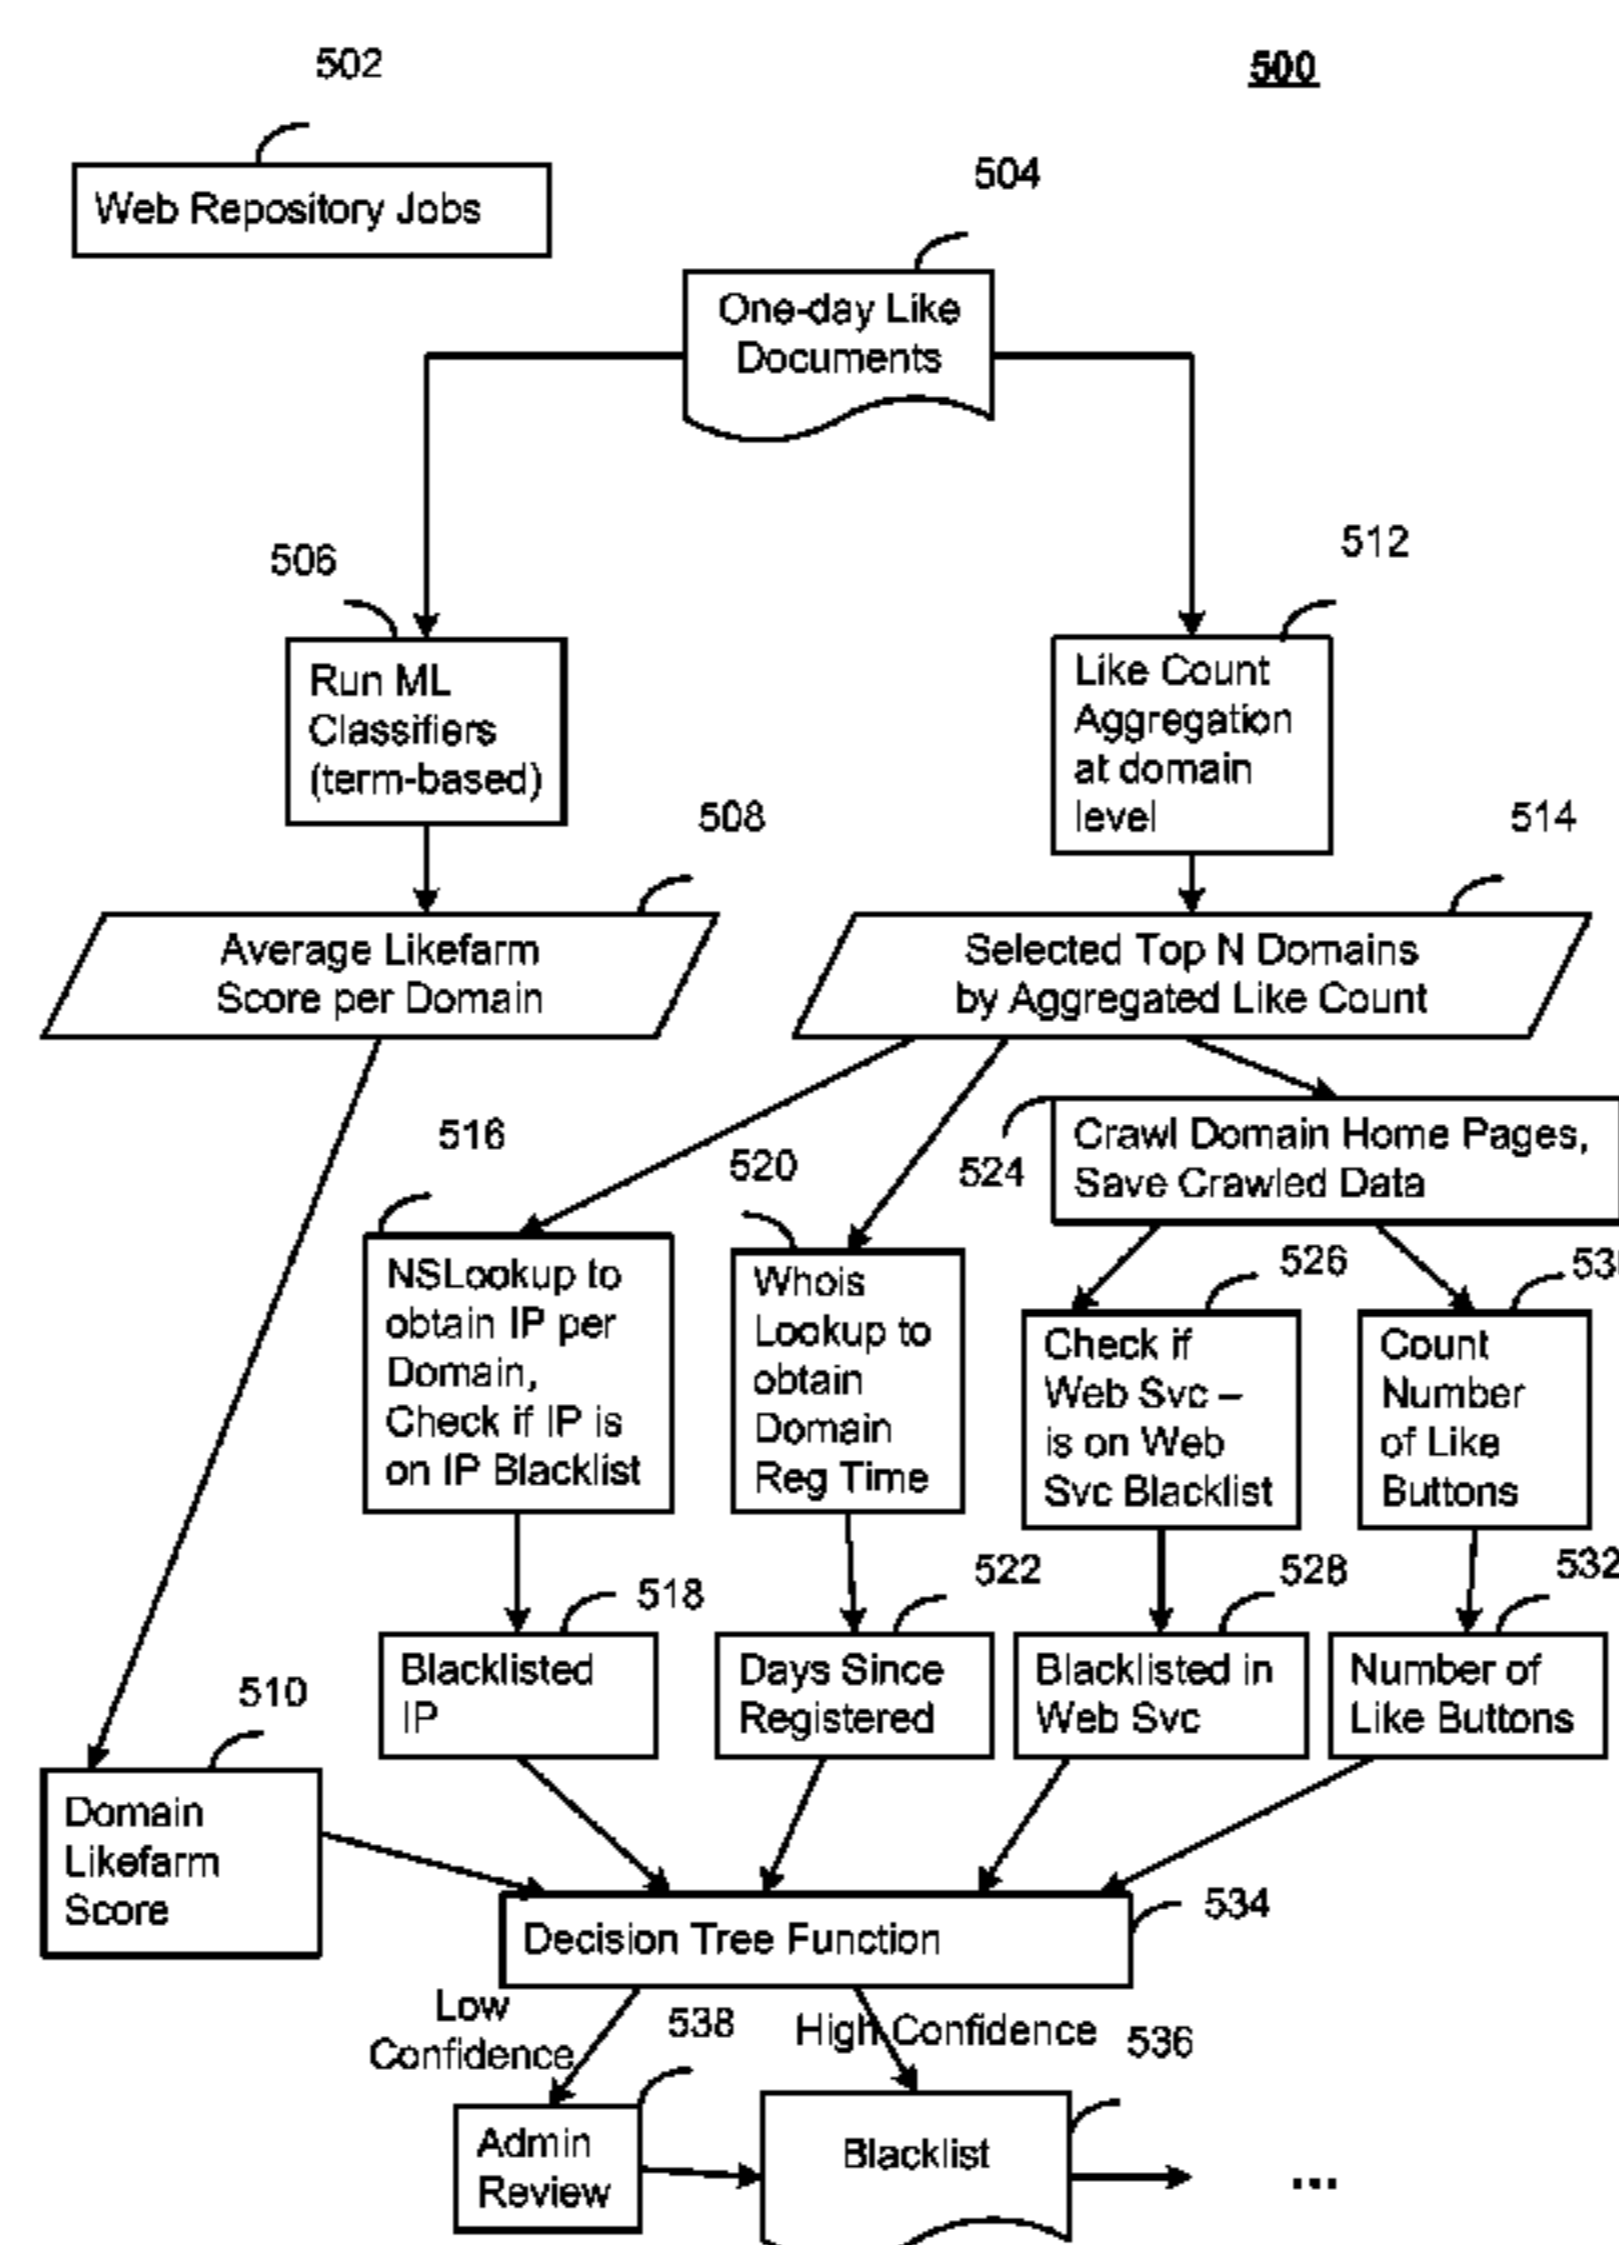 502
500
Web Repository Jobs
504
One-day Like
Documents
506
512
Run ML
Classifiers
(term-based)
Like Count
Aggregation
at domain
level
508
514
Average Likefarm
Score per Domain
Selected Top N Domains
by Aggregated Like Count
516
520
524
Crawl Domain Home Pages,
Save Crawled Data
NSLookup to
obtain IP per
Domain,
Check if IP is
on IP Blacklist
Whois
Lookup to
obtain
Domain
Reg Time
526
Check if
Web Svc –
is on Web
Svc Blacklist
Count
Number
of Like
Buttons
518
522
528
532
Blacklisted
IP
Days Since
Registered
Blacklisted in
Web Svc
Number of
Like Buttons
510
Domain
Likefarm
Score
Decision Tree Function
534
Low
Confidence
538
High Confidence
536
Admin
Review
Blacklist
...